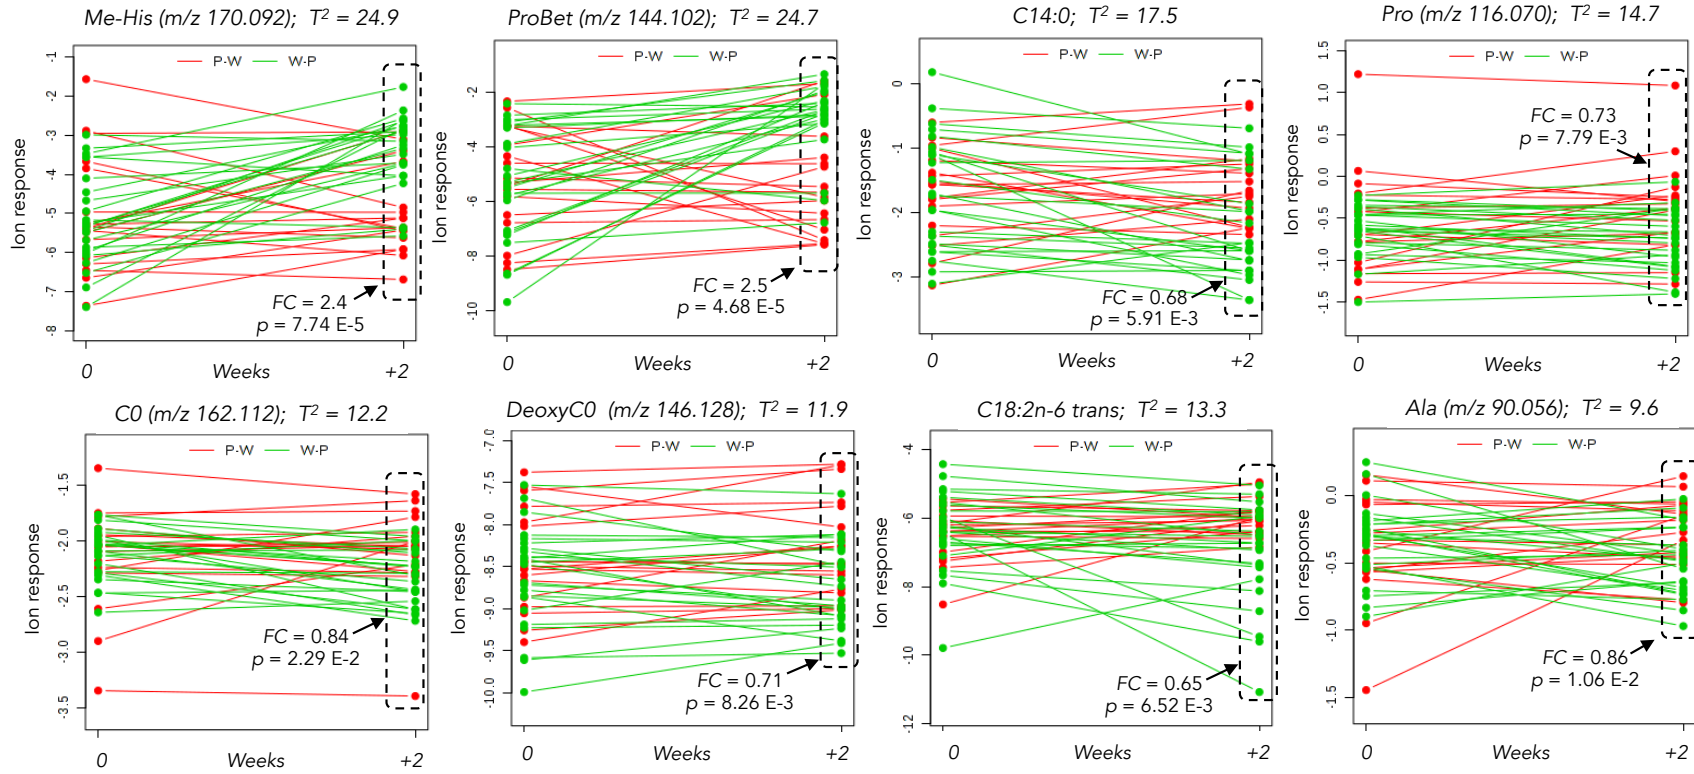 Me-His (m/z 170.092); T² = 24.9
Ion response
-1
-2
-3
-4
-5
-6
-7
-8
P-W W-P
FC = 2.4
p = 7.74 E-5
0 Weeks +2
ProBet (m/z 144.102); T² = 24.7
Ion response
-2
-4
-6
-8
-10
P-W W-P
FC = 2.5
p = 4.68 E-5
0 Weeks +2
C14:0; T² = 17.5
Ion response
0
-1
-2
-3
P-W W-P
FC = 0.68
p = 5.91 E-3
0 Weeks +2
Pro (m/z 116.070); T² = 14.7
Ion response
1.5
1.0
0.5
0.0
-0.5
-1.0
-1.5
P-W W-P
FC = 0.73
p = 7.79 E-3
0 Weeks +2
C0 (m/z 162.112); T² = 12.2
Ion response
-1.5
-2.0
-2.5
-3.0
-3.5
P-W W-P
FC = 0.84
p = 2.29 E-2
0 Weeks +2
DeoxyC0 (m/z 146.128); T² = 11.9
Ion response
-7.0
-7.5
-8.0
-8.5
-9.0
-9.5
-10.0
P-W W-P
FC = 0.71
p = 8.26 E-3
0 Weeks +2
C18:2n-6 trans; T² = 13.3
Ion response
-4
-6
-8
-10
-12
P-W W-P
FC = 0.65
p = 6.52 E-3
0 Weeks +2
Ala (m/z 90.056); T² = 9.6
Ion response
0.0
-0.5
-1.0
-1.5
P-W W-P
FC = 0.86
p = 1.06 E-2
0 Weeks +2